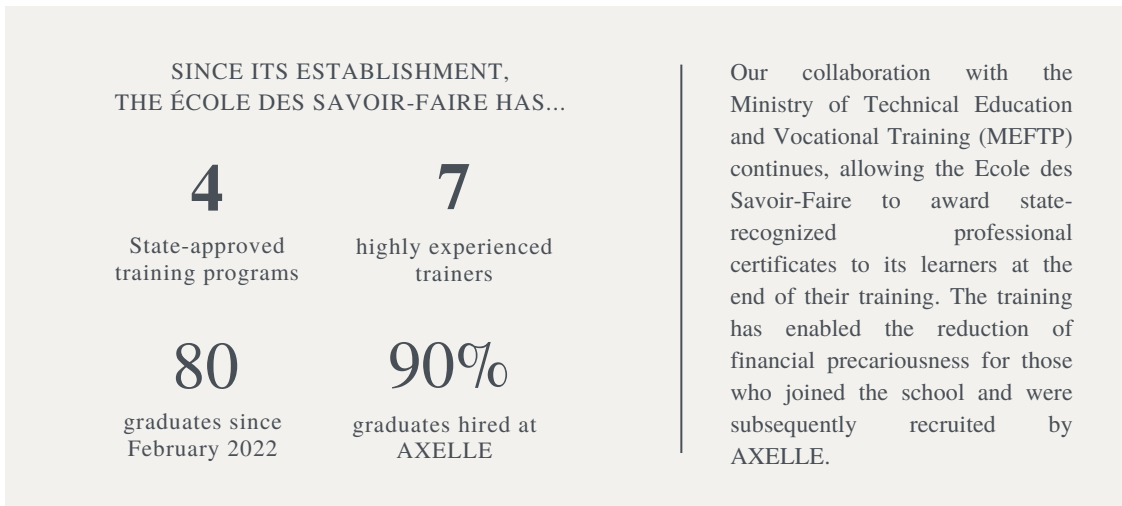 SINCE ITS ESTABLISHMENT,
THE ÉCOLE DES SAVOIR-FAIRE HAS...
4
State-approved
training programs
7
highly experienced
trainers
80
graduates since
February 2022
90%
graduates hired at
AXELLE
Our collaboration with the
Ministry of Technical Education
and Vocational Training (MEFTP)
continues, allowing the Ecole des
Savoir-Faire to award state-
recognized professional
certificates to its learners at the
end of their training. The training
has enabled the reduction of
financial precariousness for those
who joined the school and were
subsequently recruited by
AXELLE.